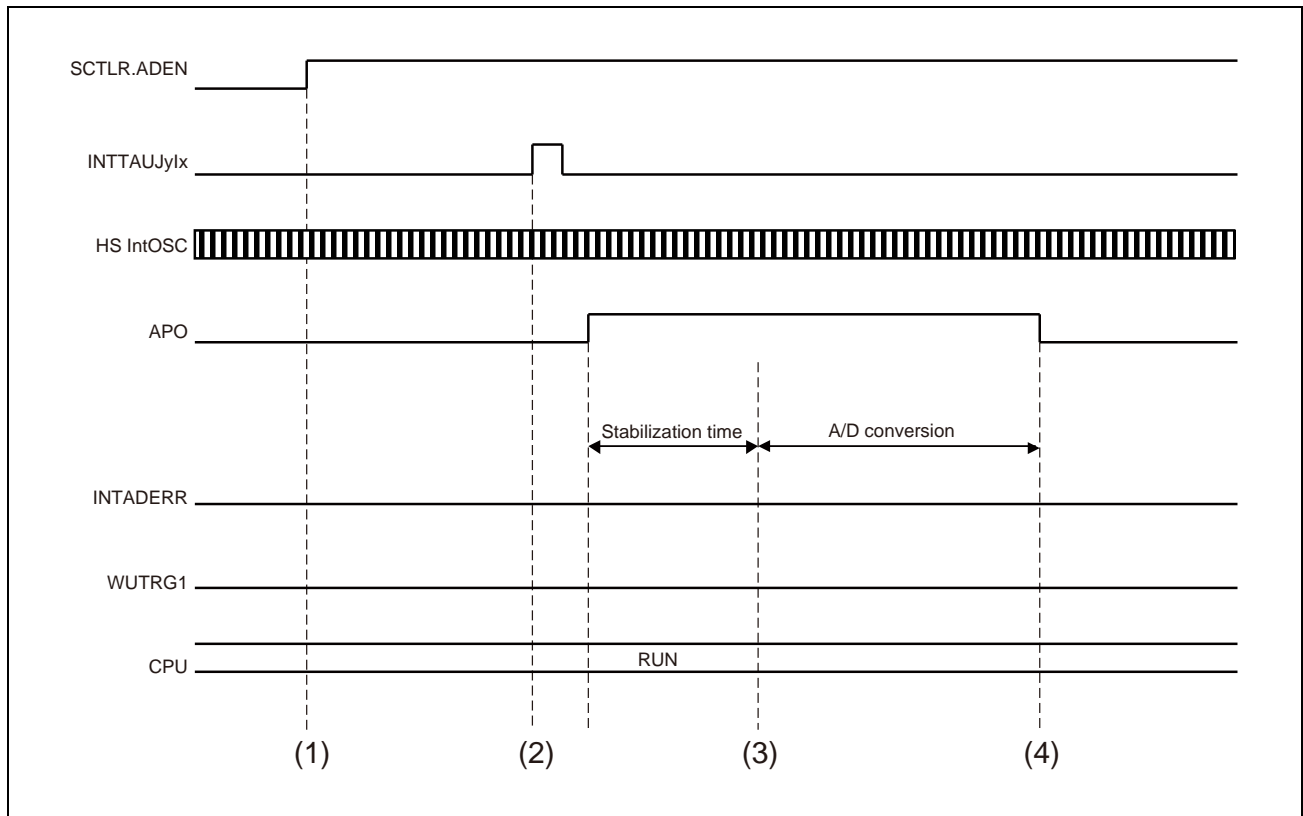 SCTLR.ADEN
INTTAUJyIx
HS IntOSC
APO
Stabilization time A/D conversion
INTADERR
WUTRG1
CPU RUN
(1) (2) (3) (4)